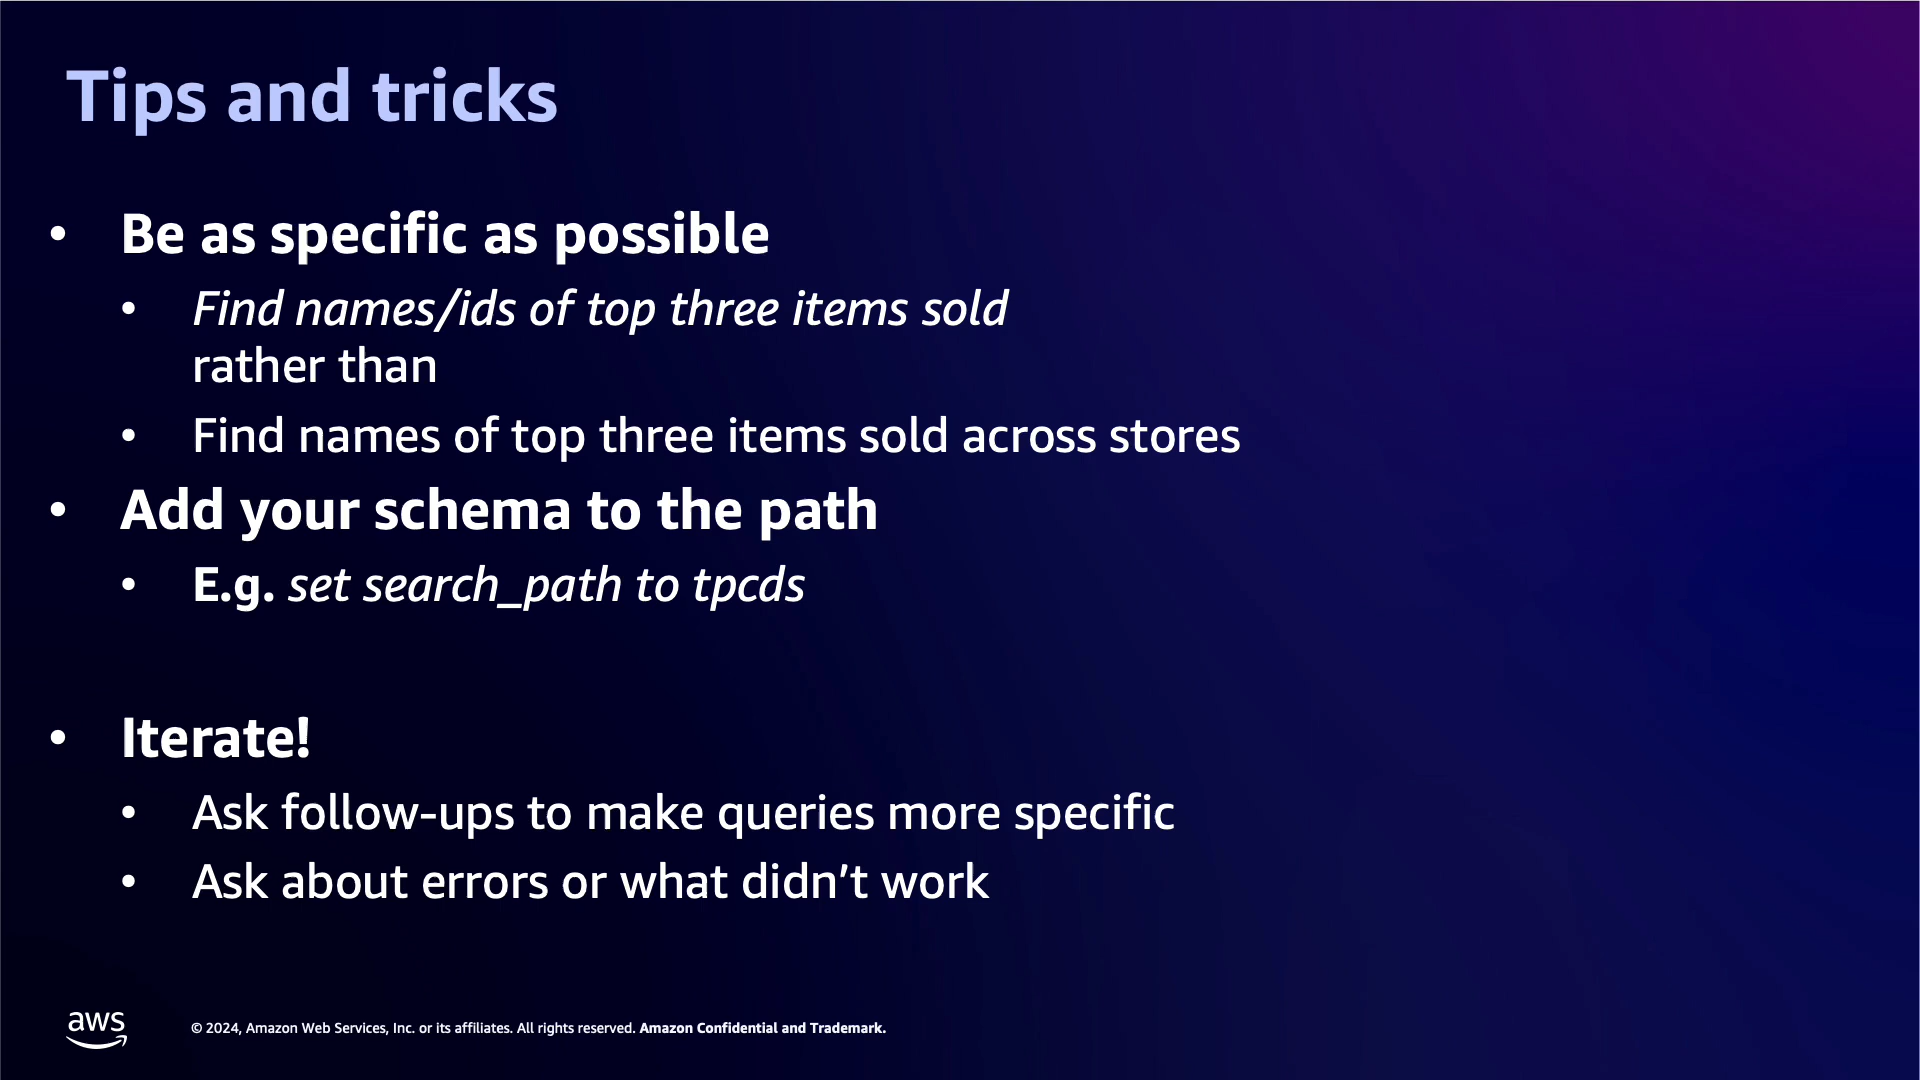 Tips and tricks
• Be as specific as possible
• Find names/ids of top three items sold
rather than
• Find names of top three items sold across stores
• Add your schema to the path
• E.g. set search_path to tpcds
• Iterate!
• Ask follow-ups to make queries more specific
• Ask about errors or what didn’t work
aws
© 2024, Amazon Web Services, Inc. or its affiliates. All rights reserved. Amazon Confidential and Trademark.